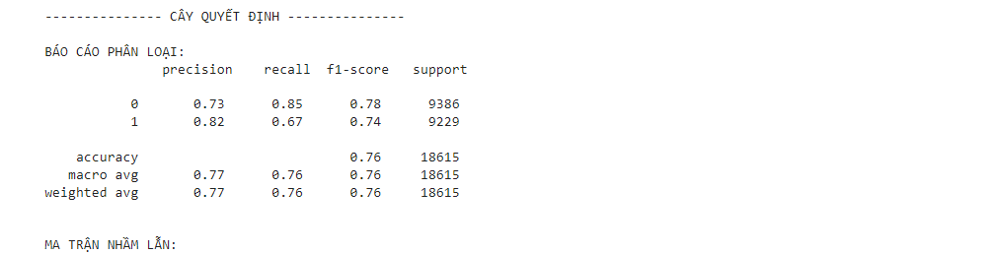 --------------- CÂY QUYẾT ĐỊNH ---------------
BÁO CÁO PHÂN LOẠI:
precision recall f1-score support
0 0.73 0.85 0.78 9386
1 0.82 0.67 0.74 9229
accuracy 0.76 18615
macro avg 0.77 0.76 0.76 18615
weighted avg 0.77 0.76 0.76 18615
MA TRẬN NHẦM LẪN: